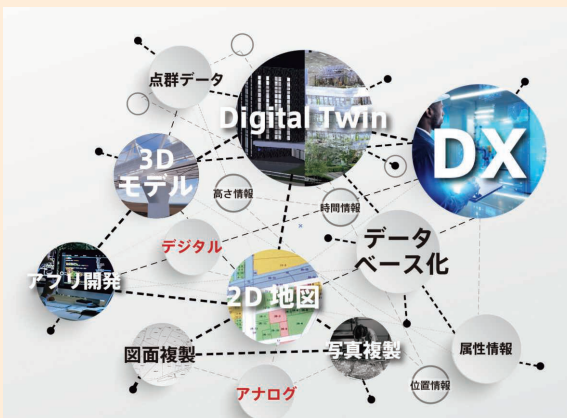 点群データ
Digital Twin
DX
3D
モデル
高さ情報
時間情報
デジタル
データ
ベース化
アプリ開発
2D 地図
図面複製
写真複製
属性情報
アナログ
位置情報